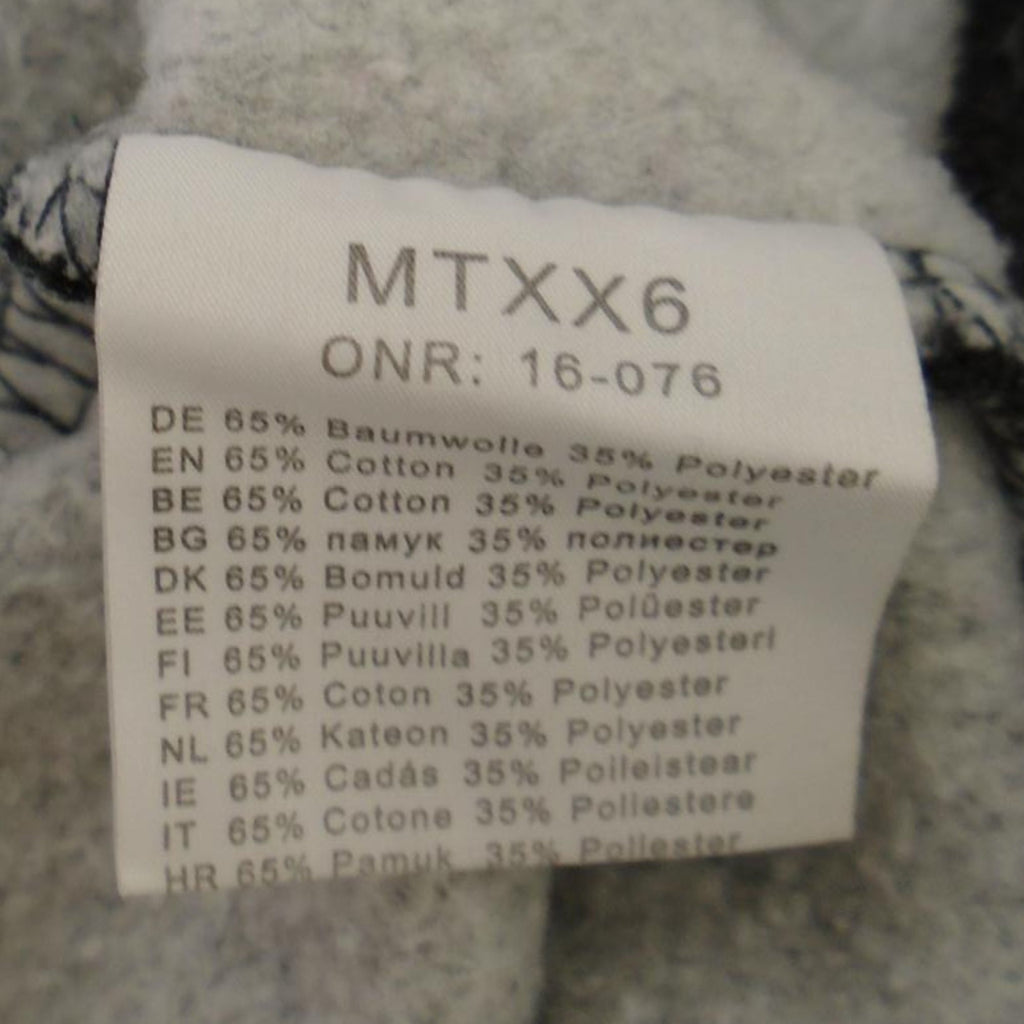 MTXX6
ONR: 16-076
DE 65% Baumwolle 35% Polyester
EN 65% Cotton 35% Polyester
BE 65% Cotton 35% Polyester
BG 65% памук 35% полиестер
DK 65% Bomuld 35% Polyester
EE 65% Puuvill 35% Polüester
FI 65% Puuvilla 35% Polyesteri
FR 65% Coton 35% Polyester
NL 65% Kateon 35% Polyester
IE 65% Cadás 35% Poileistear
IT 65% Cotone 35% Poliestere
HR 65% Pamuk 35% Poliester